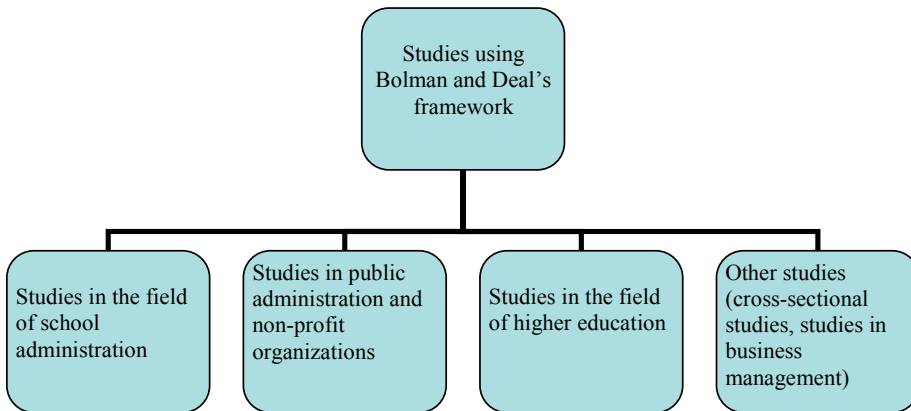 Studies using
Bolman and Deal's
framework
Studies in the field
of school
administration
Studies in public
administration and
non-profit
organizations
Studies in the field
of higher education
Other studies
(cross-sectional
studies, studies in
business
management)